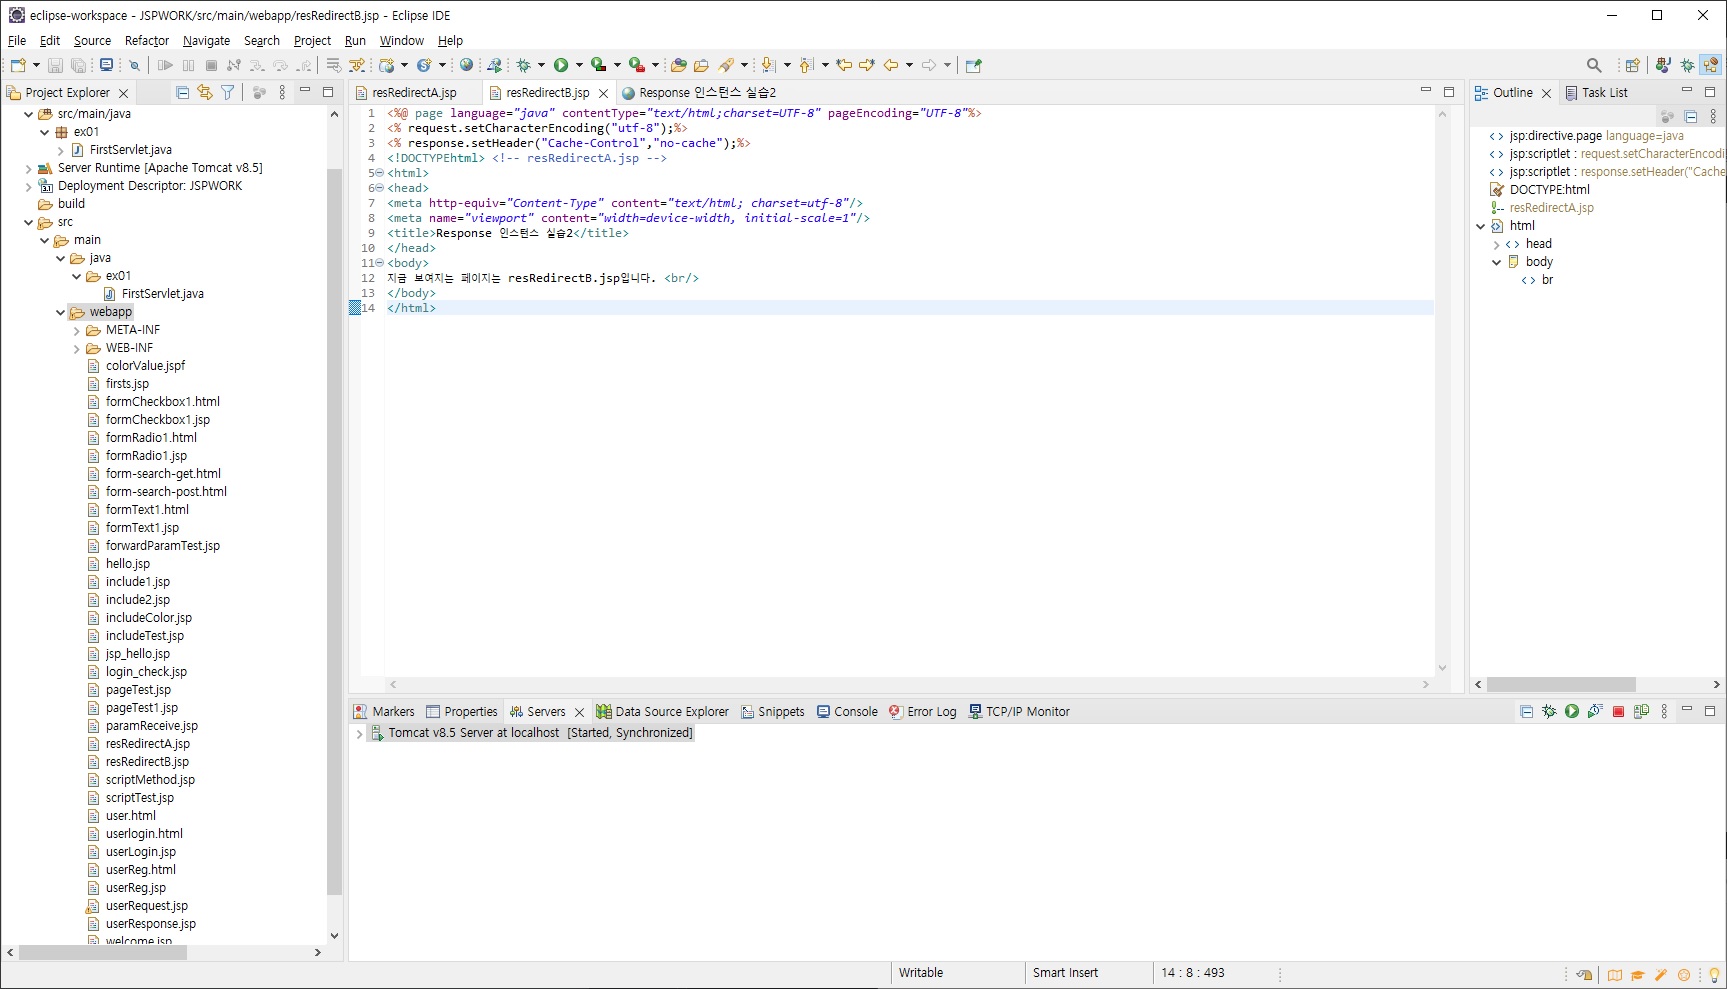 eclipse-workspace - JSPWORK/src/main/webapp/resRedirectB.jsp - Eclipse IDE
File Edit Source Refactor Navigate Search Project Run Window Help
Project Explorer
src/main/java
ex01
FirstServlet.java
Server Runtime [Apache Tomcat v8.5]
Deployment Descriptor: JSPWORK
build
src
main
java
ex01
FirstServlet.java
webapp
META-INF
WEB-INF
colorValue.jspf
firsts.jsp
formCheckbox1.html
formCheckbox1.jsp
formRadio1.html
formRadio1.jsp
form-search-get.html
form-search-post.html
formText1.html
formText1.jsp
forwardParamTest.jsp
hello.jsp
include1.jsp
include2.jsp
includeColor.jsp
includeTest.jsp
jsp_hello.jsp
login_check.jsp
pageTest.jsp
pageTest1.jsp
paramReceive.jsp
resRedirectA.jsp
resRedirectB.jsp
scriptMethod.jsp
scriptTest.jsp
user.html
userlogin.html
userLogin.jsp
userReg.html
userReg.jsp
userRequest.jsp
userResponse.jsp
welcome.jsp
resRedirectA.jsp resRedirectB.jsp Response 인스턴스 실습2
1 <%@ page language="java" contentType="text/html;charset=UTF-8" pageEncoding="UTF-8"%>
2 <% request.setCharacterEncoding("utf-8");%>
3 <% response.setHeader("Cache-Control","no-cache");%>
4 <!DOCTYPEhtml> <!-- resRedirectA.jsp -->
5 <html>
6 <head>
7 <meta http-equiv="Content-Type" content="text/html; charset=utf-8"/>
8 <meta name="viewport" content="width=device-width, initial-scale=1"/>
9 <title>Response 인스턴스 실습2</title>
10 </head>
11 <body>
12 지금 보여지는 페이지는 resRedirectB.jsp입니다. <br/>
13 </body>
14 </html>
Outline Task List
jsp:directive.page language=java
jsp:scriptlet : request.setCharacterEncodi
jsp:scriptlet : response.setHeader("Cache
DOCTYPE:html
resRedirectA.jsp
html
head
body
br
Markers Properties Servers Data Source Explorer Snippets Console Error Log TCP/IP Monitor
Tomcat v8.5 Server at localhost [Started, Synchronized]
Writable Smart Insert 14 : 8 : 493